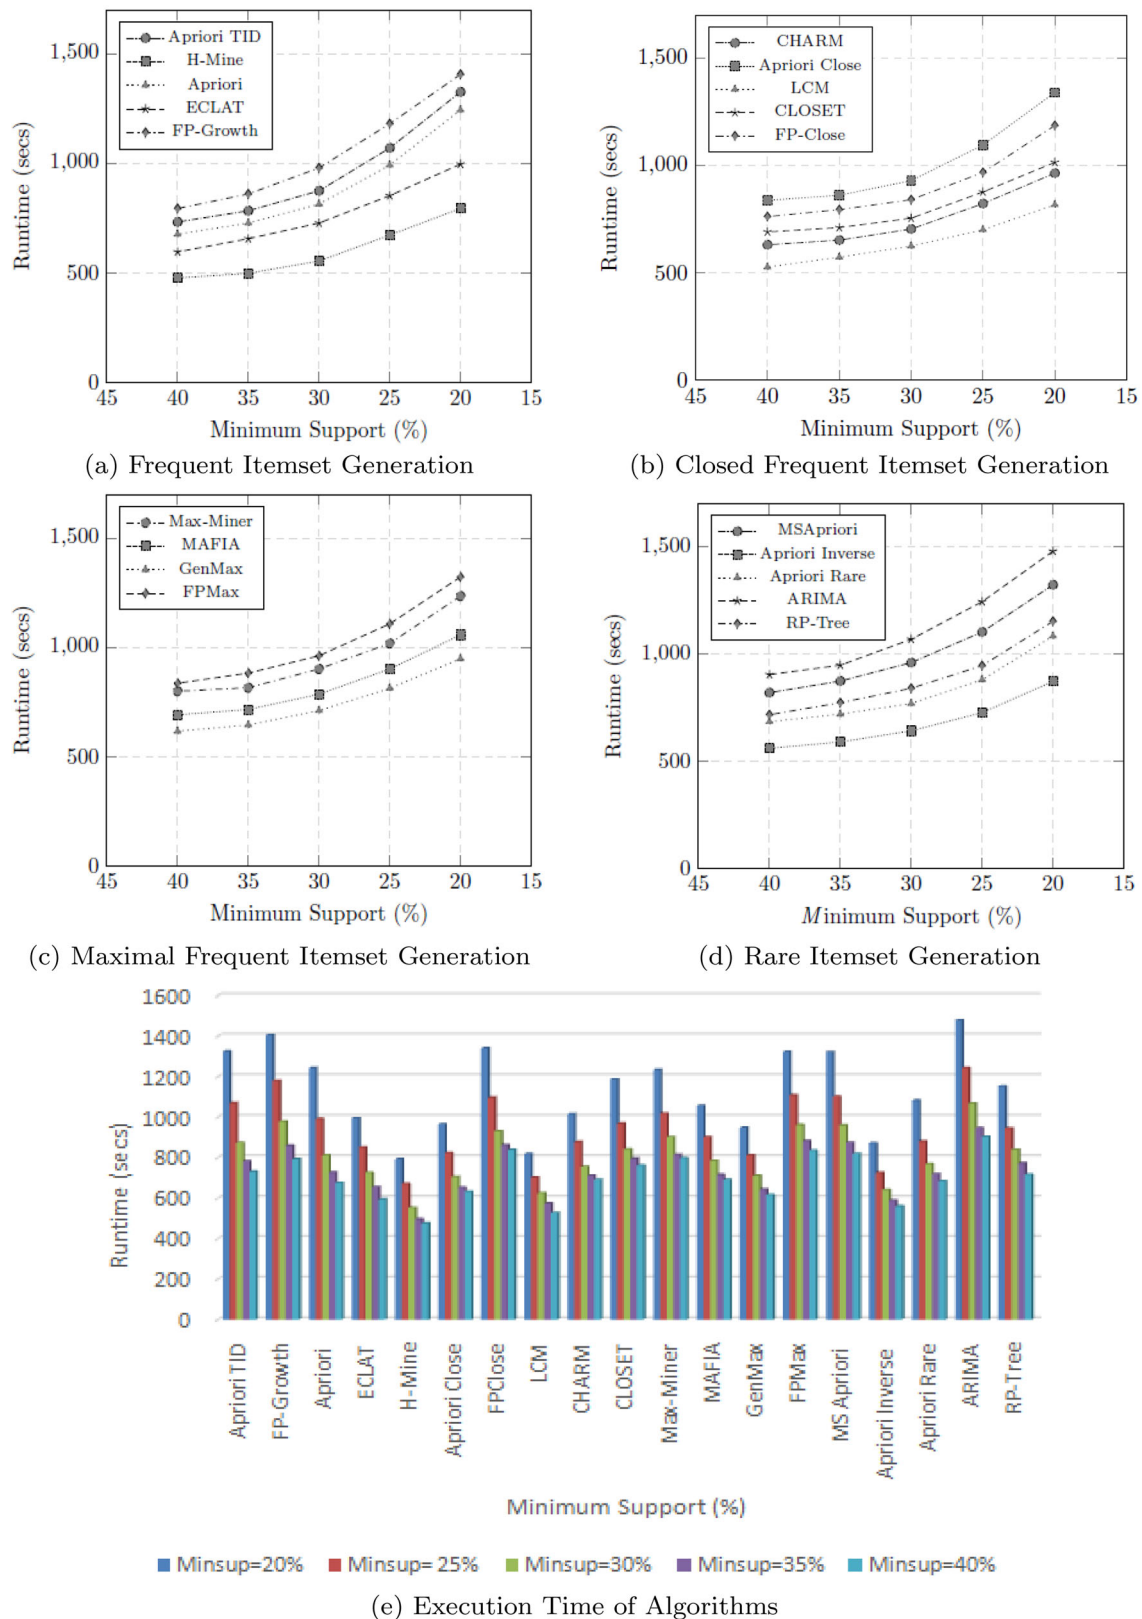 Apriori TID
H-Mine
Apriori
ECLAT
FP-Growth
1,500
1,000
500
0
Runtime (secs)
45 40 35 30 25 20 15
Minimum Support (%)
(a) Frequent Itemset Generation
CHARM
Apriori Close
LCM
CLOSET
FP-Close
1,500
1,000
500
0
Runtime (secs)
45 40 35 30 25 20 15
Minimum Support (%)
(b) Closed Frequent Itemset Generation
Max-Miner
MAFIA
GenMax
FPMax
1,500
1,000
500
0
Runtime (secs)
45 40 35 30 25 20 15
Minimum Support (%)
(c) Maximal Frequent Itemset Generation
MSApriori
Apriori Inverse
Apriori Rare
ARIMA
RP-Tree
1,500
1,000
500
0
Runtime (secs)
45 40 35 30 25 20 15
Minimum Support (%)
(d) Rare Itemset Generation
1600
1400
1200
1000
800
600
400
200
0
Runtime (secs)
Apriori TID
FP-Growth
Apriori
ECLAT
H-Mine
Apriori Close
FPClose
LCM
CHARM
CLOSET
Max-Miner
MAFIA
GenMax
FPMax
MS Apriori
Apriori Inverse
Apriori Rare
ARIMA
RP-Tree
Minimum Support (%)
Minsup=20% Minsup= 25% Minsup=30% Minsup=35% Minsup=40%
(e) Execution Time of Algorithms